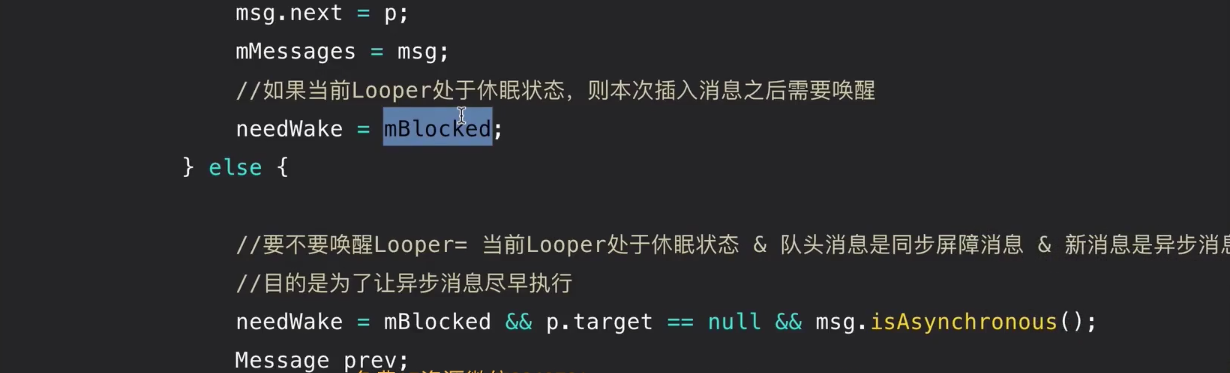 msg.next = p;
mMessages = msg;
//如果当前Looper处于休眠状态，则本次插入消息之后需要唤醒
needWake = mBlocked;
} else {
//要不要唤醒Looper= 当前Looper处于休眠状态 & 队头消息是同步屏障消息 & 新消息是异步消息
//目的是为了让异步消息尽早执行
needWake = mBlocked && p.target == null && msg.isAsynchronous();
Message prev;